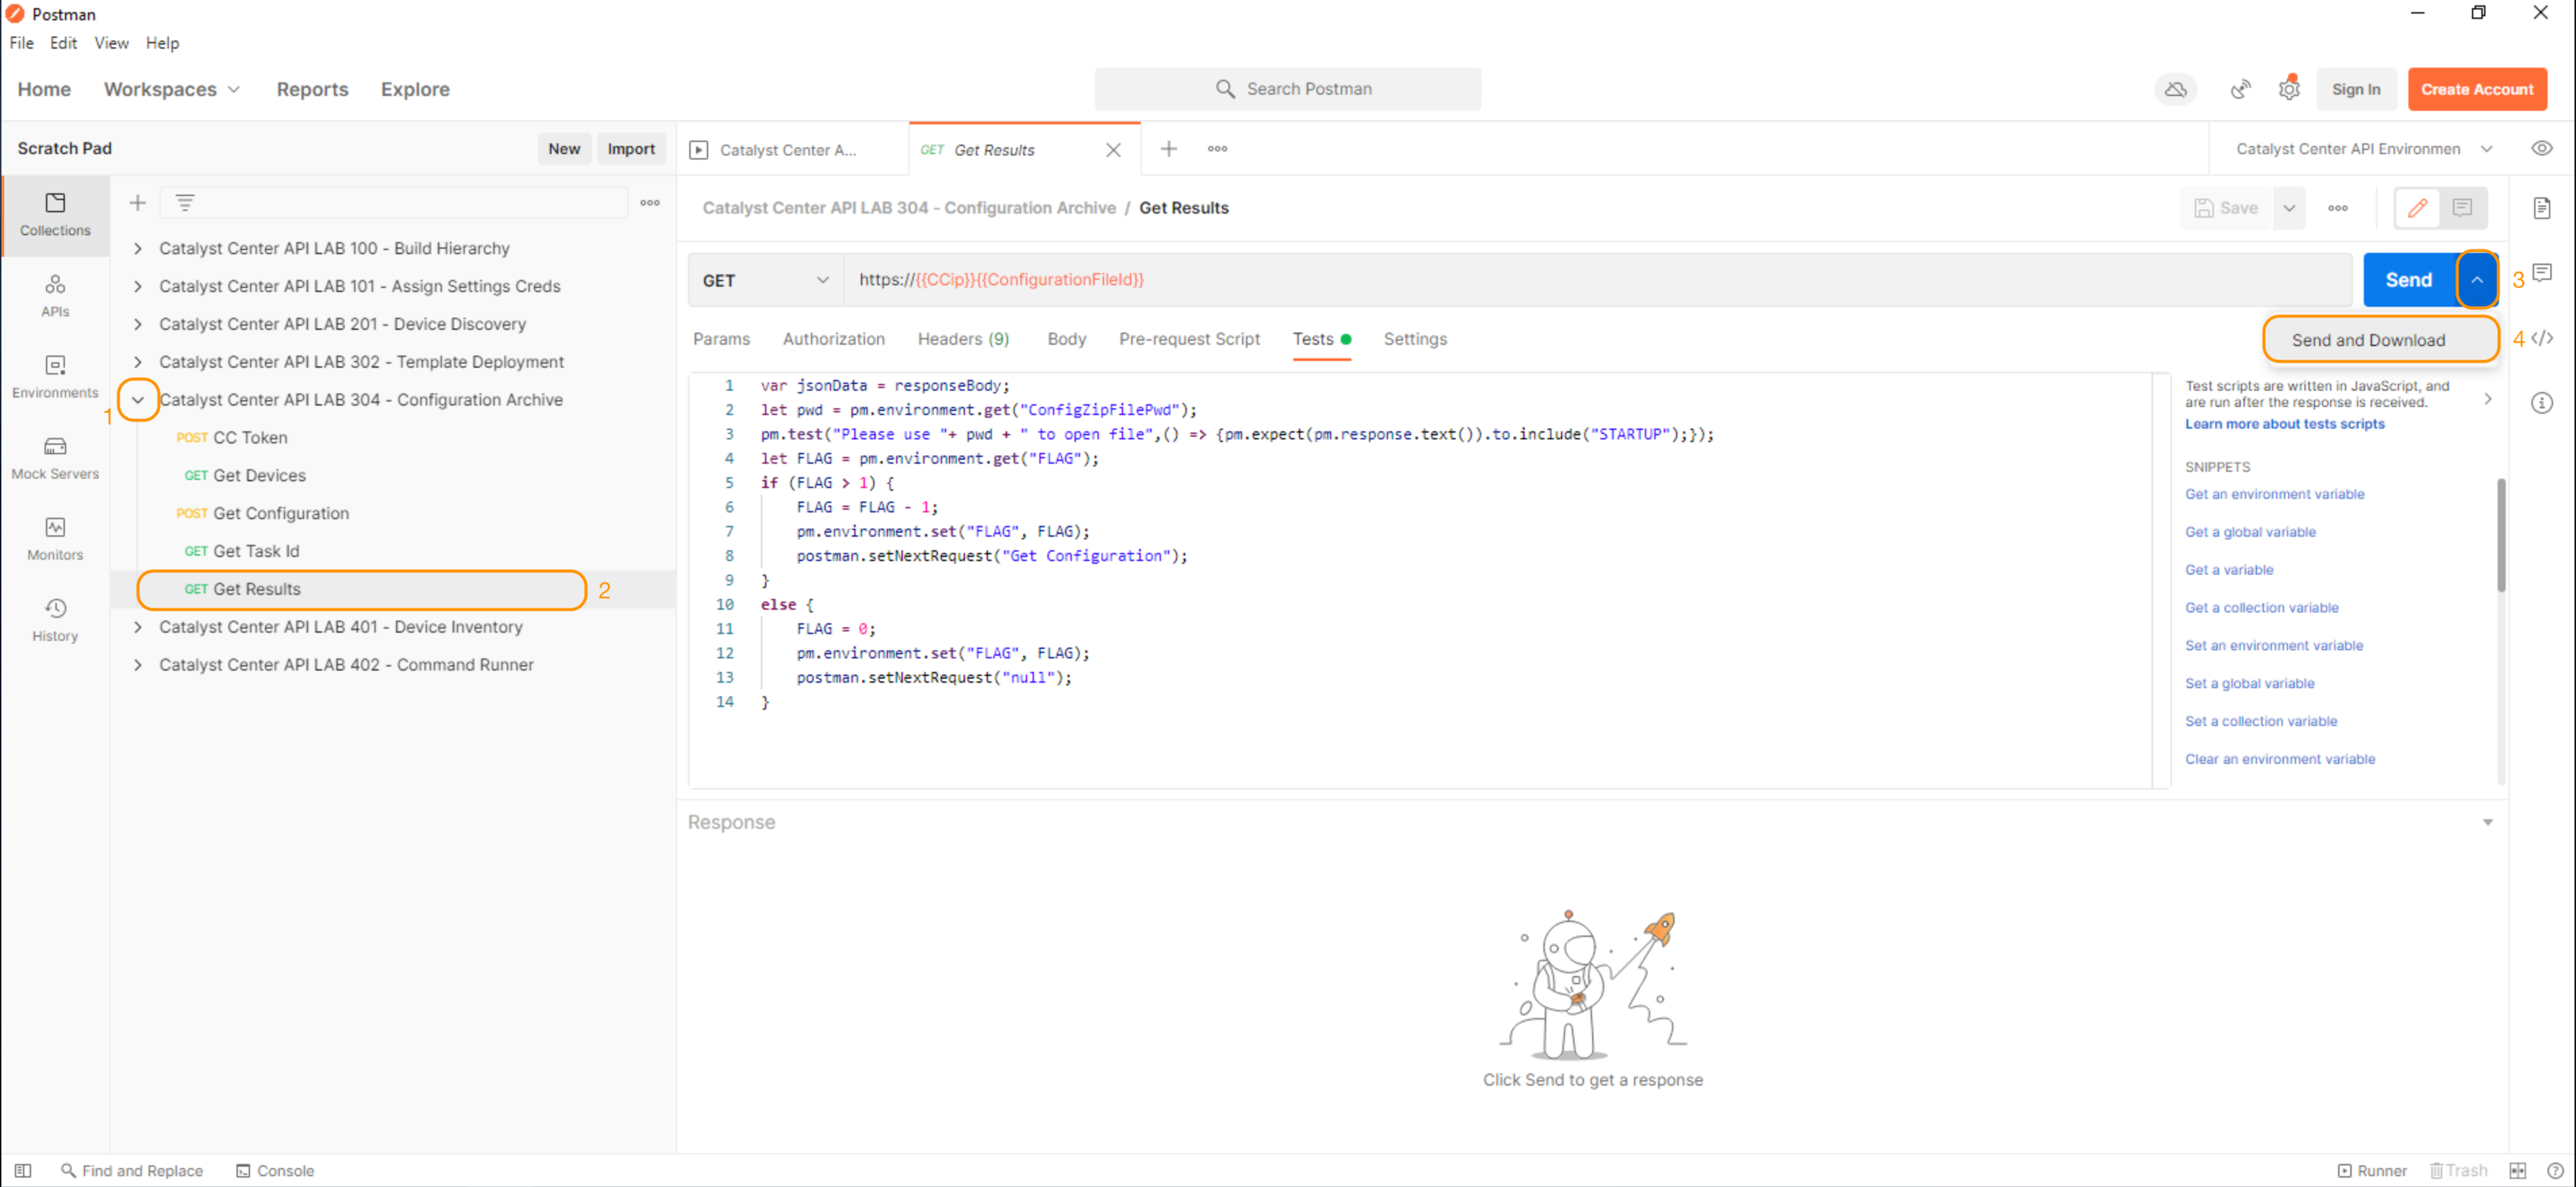 Postman
File Edit View Help
Home Workspaces Reports Explore
Search Postman
Sign In
Create Account
Scratch Pad
New
Import
Catalyst Center A...
GET Get Results
Catalyst Center API Environmen
Collections
APIs
Environments
Mock Servers
Monitors
History
Catalyst Center API LAB 100 - Build Hierarchy
Catalyst Center API LAB 101 - Assign Settings Creds
Catalyst Center API LAB 201 - Device Discovery
Catalyst Center API LAB 302 - Template Deployment
1
Catalyst Center API LAB 304 - Configuration Archive
POST CC Token
GET Get Devices
POST Get Configuration
GET Get Task Id
GET Get Results
2
Catalyst Center API LAB 401 - Device Inventory
Catalyst Center API LAB 402 - Command Runner
Catalyst Center API LAB 304 - Configuration Archive / Get Results
Save
GET
https://{{CCip}}{{ConfigurationFileId}}
Send
3
Params Authorization Headers (9) Body Pre-request Script Tests Settings
Send and Download
4
1 var jsonData = responseBody;
2 let pwd = pm.environment.get("ConfigZipFilePwd");
3 pm.test("Please use "+ pwd + " to open file",() => {pm.expect(pm.response.text()).to.include("STARTUP");});
4 let FLAG = pm.environment.get("FLAG");
5 if (FLAG > 1) {
6 FLAG = FLAG - 1;
7 pm.environment.set("FLAG", FLAG);
8 postman.setNextRequest("Get Configuration");
9 }
10 else {
11 FLAG = 0;
12 pm.environment.set("FLAG", FLAG);
13 postman.setNextRequest("null");
14 }
Test scripts are written in JavaScript, and
are run after the response is received.
Learn more about tests scripts
SNIPPETS
Get an environment variable
Get a global variable
Get a variable
Get a collection variable
Set an environment variable
Set a global variable
Set a collection variable
Clear an environment variable
Response
Click Send to get a response
Find and Replace
Console
Runner
Trash